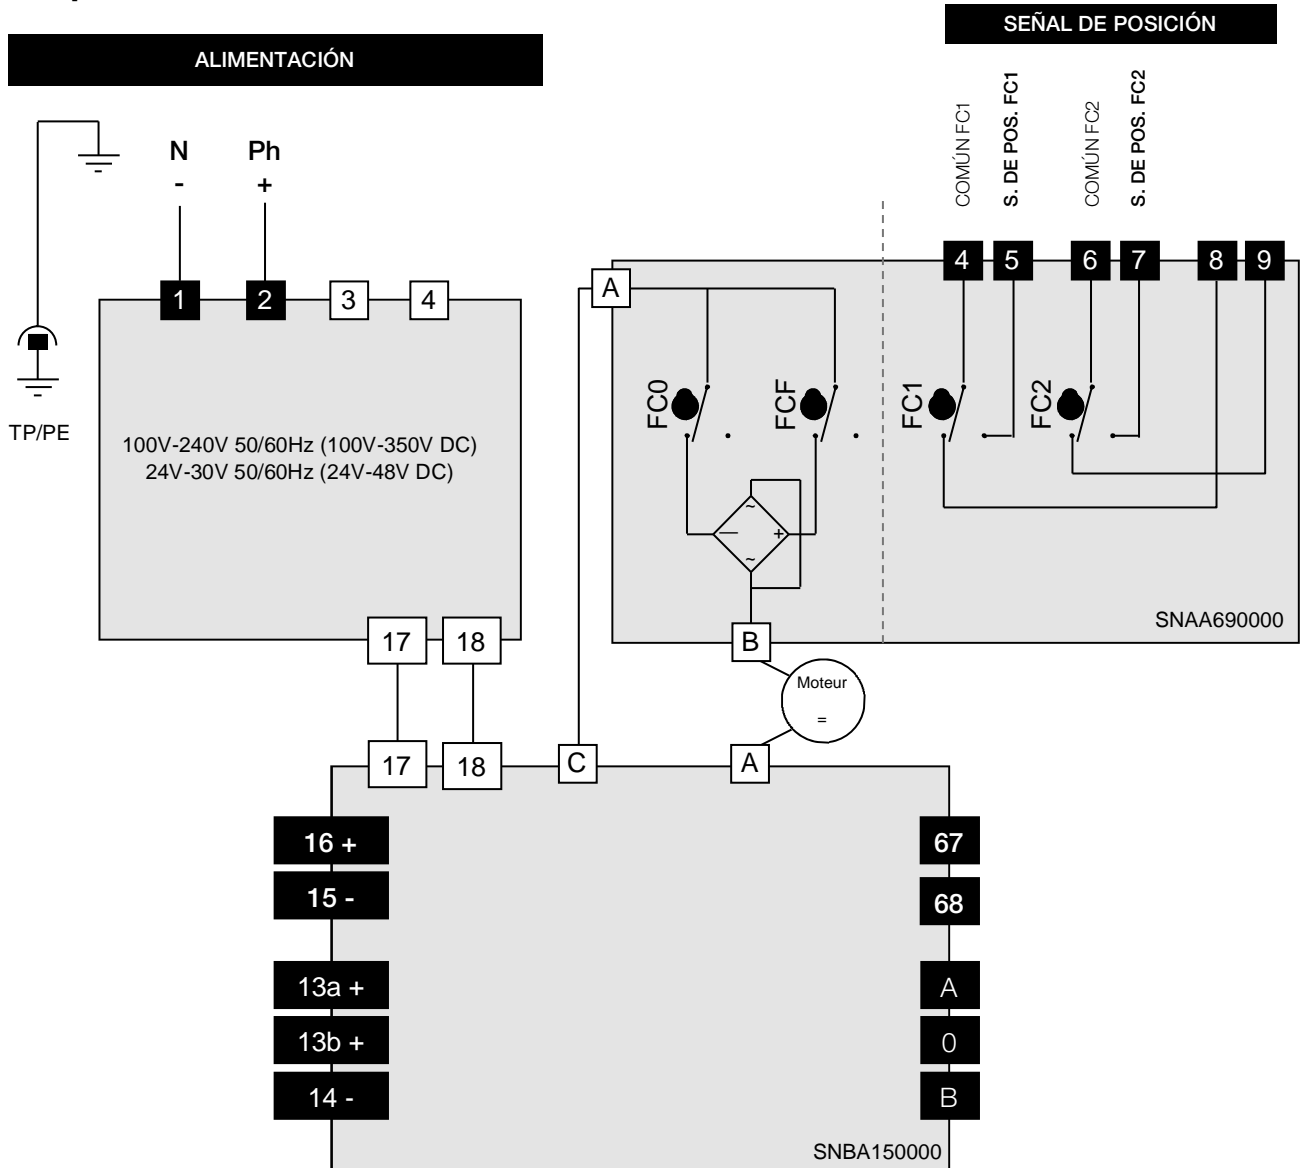 SEÑAL DE POSICIÓN
ALIMENTACIÓN
COMÚN FC1
S. DE POS. FC1
COMÚN FC2
S. DE POS. FC2
N
Ph
-
+
4 5 6 7 8 9
A
1 2 3 4
FC0
FCF
FC1
FC2
TP/PE
100V-240V 50/60Hz (100V-350V DC)
24V-30V 50/60Hz (24V-48V DC)
~
— +
~
SNAA690000
17 18
B
Moteur
=
17 18 C A
16 +
67
15 -
68
13a +
A
13b +
0
14 -
B
SNBA150000